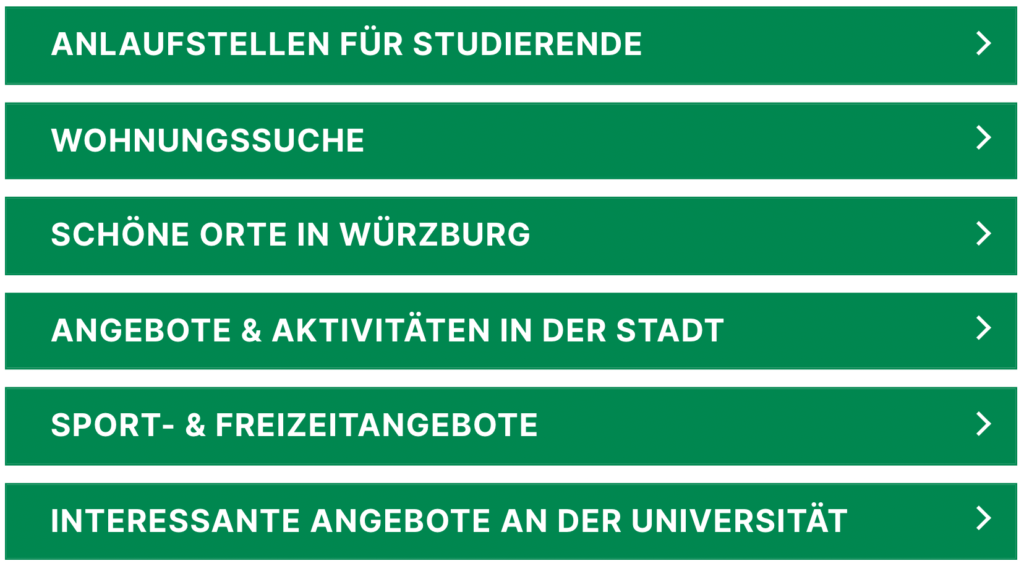 ANLAUFSTELLEN FÜR STUDIERENDE
WOHNUNGSSUCHE
SCHÖNE ORTE IN WÜRZBURG
ANGEBOTE & AKTIVITÄTEN IN DER STADT
SPORT- & FREIZEITANGEBOTE
INTERESSANTE ANGEBOTE AN DER UNIVERSITÄT